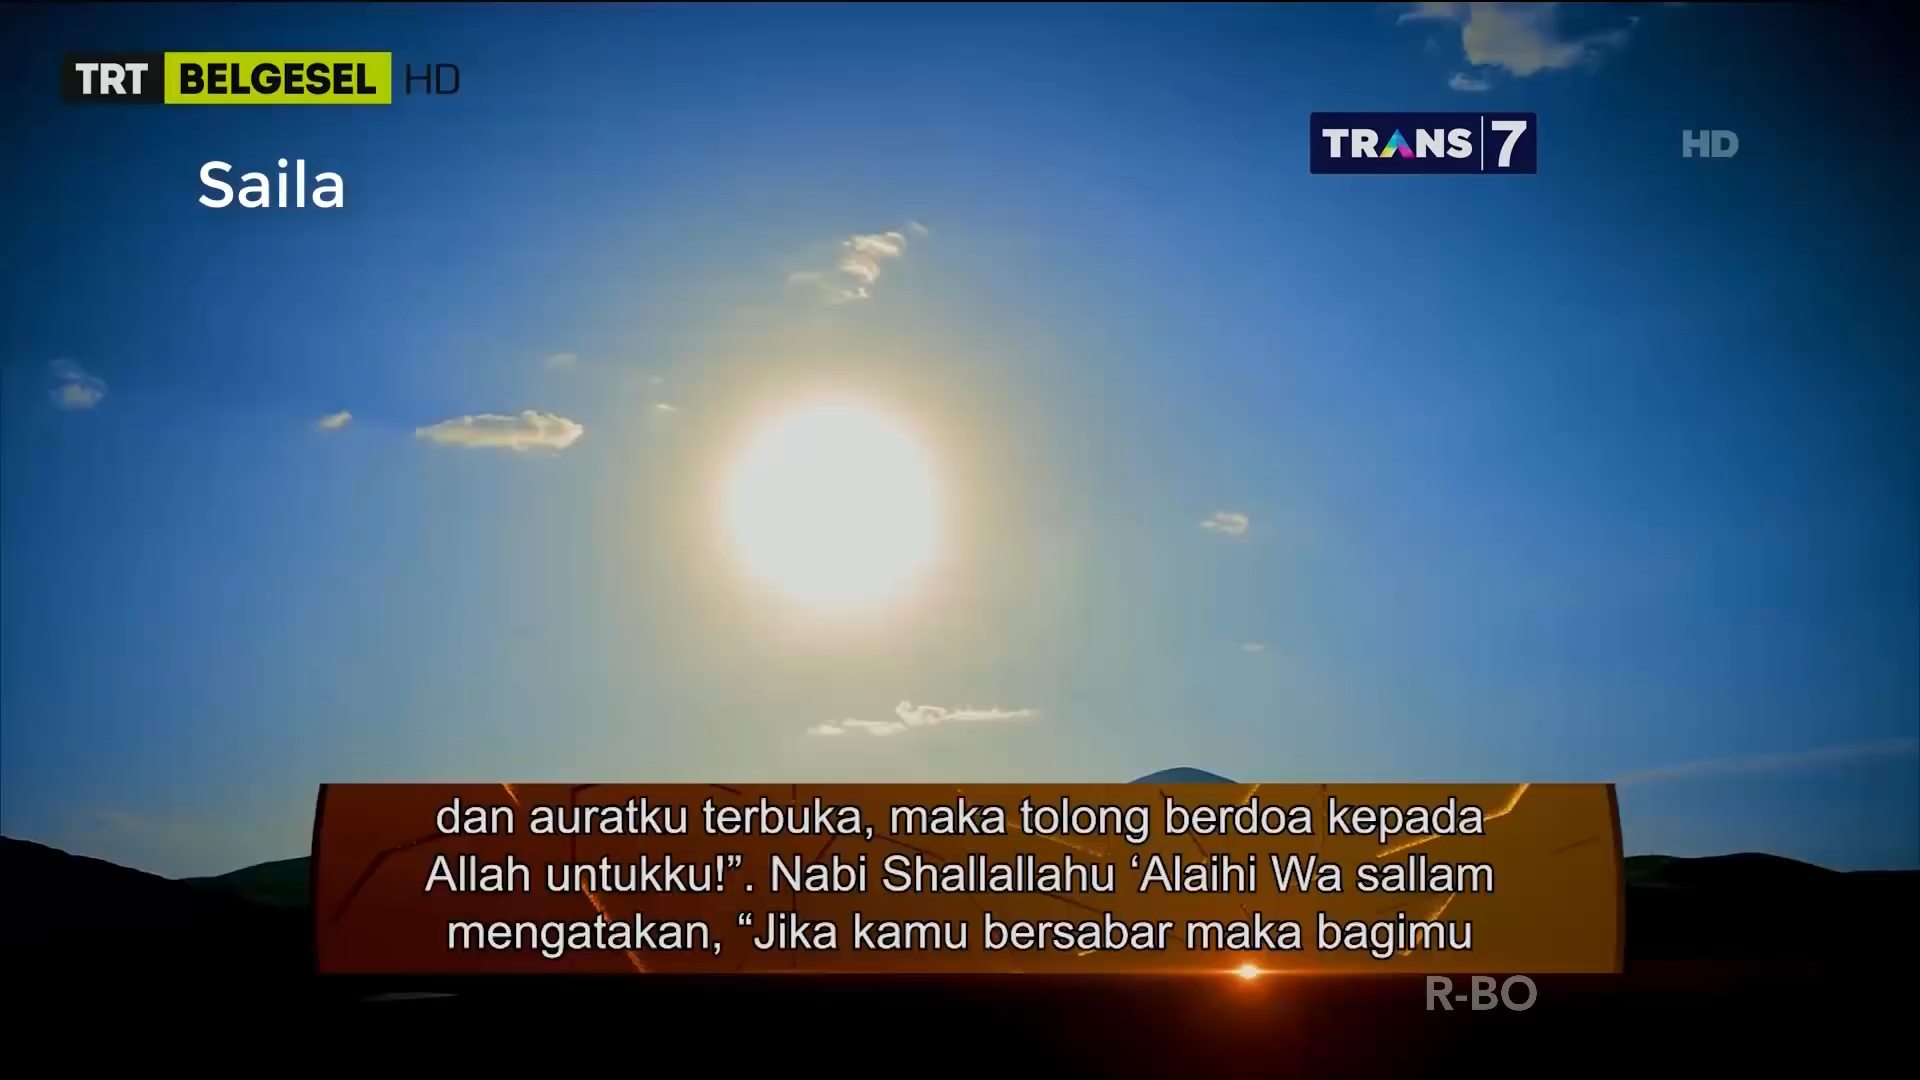 TRT BELGESEL HD
TRANS 7 HD
Saila
dan auratku terbuka, maka tolong berdoa kepada
Allah untukku!”. Nabi Shallallahu ‘Alaihi Wa sallam
mengatakan, “Jika kamu bersabar maka bagimu
R-BO